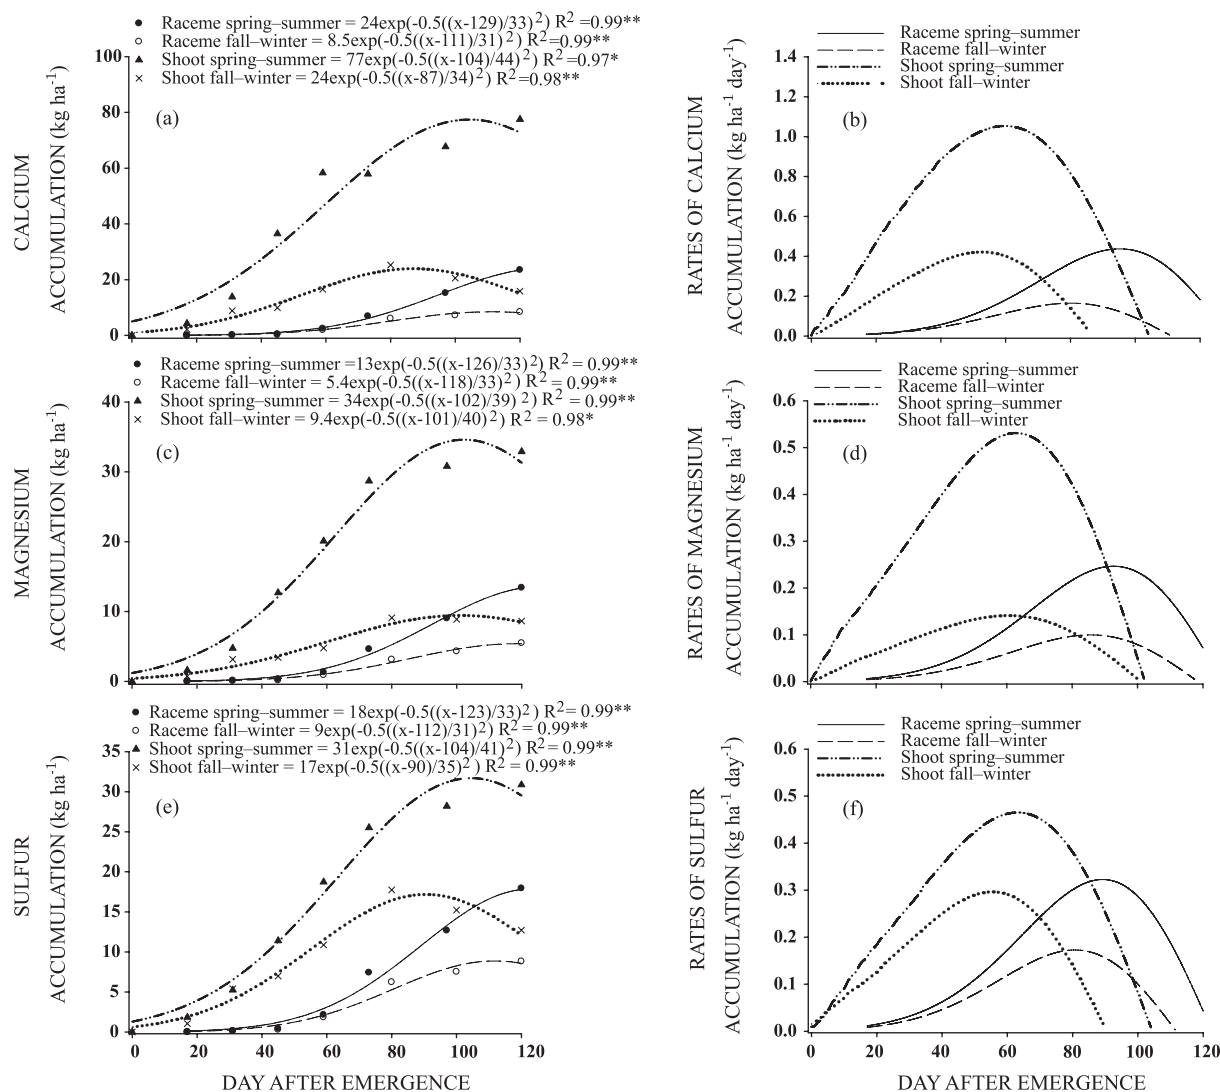 Raceme spring–summer = 24exp(-0.5((x-129)/33)²) R² =0.99**
Raceme fall–winter = 8.5exp(-0.5((x-111)/31)²) R²=0.99**
Shoot spring–summer = 77exp(-0.5((x-104)/44)²) R²=0.97*
Shoot fall–winter = 24exp(-0.5((x-87)/34)²) R²=0.98**
(a)
CALCIUM
ACCUMULATION (kg ha⁻¹)
100
80
60
40
20
0
Raceme spring–summer
Raceme fall–winter
Shoot spring–summer
Shoot fall–winter
(b)
RATES OF CALCIUM
ACCUMULATION (kg ha⁻¹ day⁻¹)
1.4
1.2
1.0
0.8
0.6
0.4
0.2
0.0
Raceme spring–summer =13exp(-0.5((x-126)/33)²) R² = 0.99**
Raceme fall–winter = 5.4exp(-0.5((x-118)/33)²) R² = 0.99**
Shoot spring–summer = 34exp(-0.5((x-102)/39)²) R² = 0.99**
Shoot fall–winter = 9.4exp(-0.5((x-101)/40)²) R² = 0.98*
(c)
MAGNESIUM
ACCUMULATION (kg ha⁻¹)
40
30
20
10
0
Raceme spring–summer
Raceme fall–winter
Shoot spring–summer
Shoot fall–winter
(d)
RATES OF MAGNESIUM
ACCUMULATION (kg ha⁻¹ day⁻¹)
0.6
0.5
0.4
0.3
0.2
0.1
0.0
Raceme spring–summer = 18exp(-0.5((x-123)/33)²) R²= 0.99**
Raceme fall–winter = 9exp(-0.5((x-112)/31)²) R² = 0.99**
Shoot spring–summer = 31exp(-0.5((x-104)/41)²) R²=0.99**
Shoot fall–winter = 17exp(-0.5((x-90)/35)²) R² = 0.99**
(e)
SULFUR
ACCUMULATION (kg ha⁻¹)
35
30
25
20
15
10
5
0
0 20 40 60 80 100 120
DAY AFTER EMERGENCE
Raceme spring–summer
Raceme fall–winter
Shoot spring–summer
Shoot fall–winter
(f)
RATES OF SULFUR
ACCUMULATION (kg ha⁻¹ day⁻¹)
0.6
0.5
0.4
0.3
0.2
0.1
0.0
0 20 40 60 80 100 120
DAY AFTER EMERGENCE